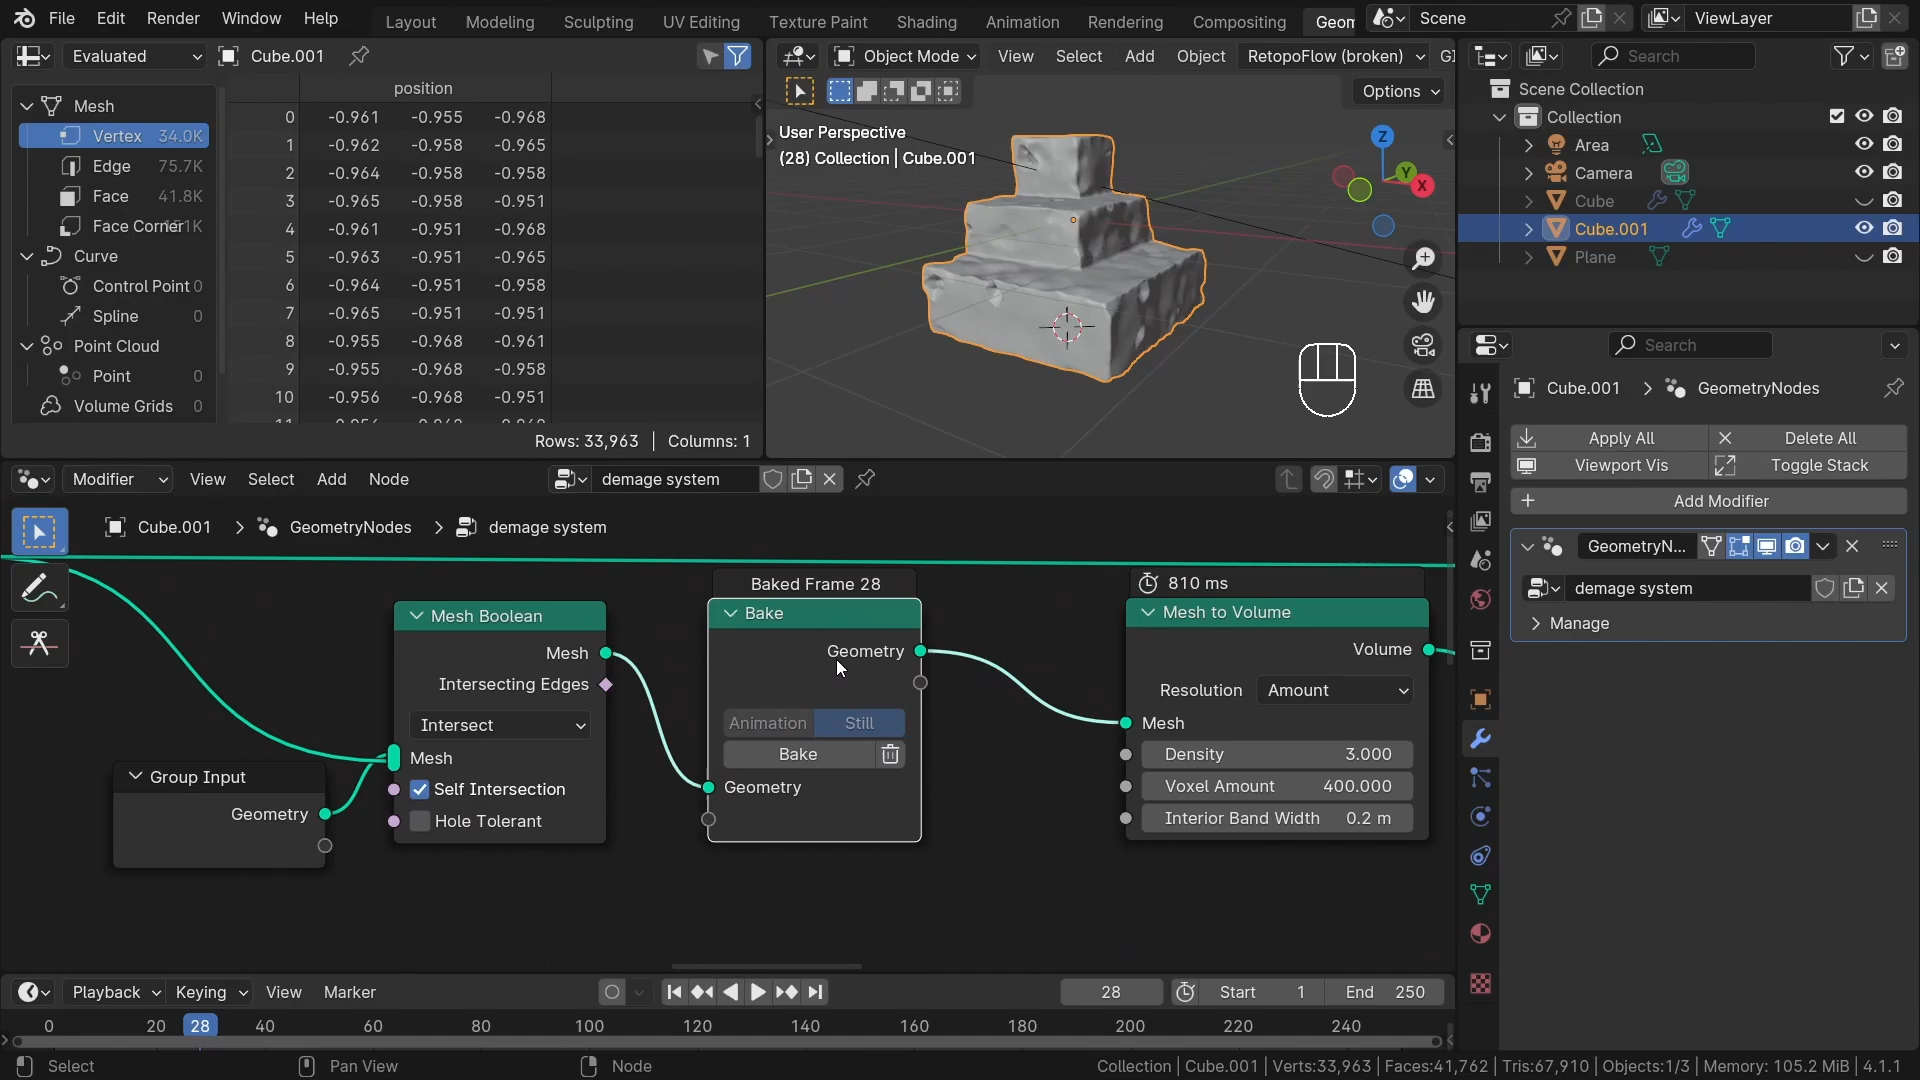 File Edit Render Window Help Layout Modeling Sculpting UV Editing Texture Paint Shading Animation Rendering Compositing Geom Scene ViewLayer
Evaluated Cube.001
position
Mesh
Vertex 34.0K
Edge 75.7K
Face 41.8K
Face Corner
Curve
Control Point 0
Spline 0
Point Cloud
Point 0
Volume Grids 0
0 -0.961 -0.955 -0.968
1 -0.962 -0.958 -0.965
2 -0.964 -0.958 -0.958
3 -0.965 -0.958 -0.951
4 -0.961 -0.951 -0.968
5 -0.963 -0.951 -0.965
6 -0.964 -0.951 -0.958
7 -0.965 -0.951 -0.951
8 -0.955 -0.968 -0.961
9 -0.955 -0.968 -0.958
10 -0.956 -0.968 -0.951
Rows: 33,963 Columns: 1
Object Mode View Select Add Object RetopoFlow (broken)
Options
User Perspective
(28) Collection | Cube.001
Z
Y
X
Search
Scene Collection
Collection
Area
Camera
Cube
Cube.001
Plane
Search
Cube.001 GeometryNodes
Apply All Delete All
Viewport Vis Toggle Stack
Add Modifier
GeometryN...
demage system
Manage
Modifier View Select Add Node demage system
Cube.001 GeometryNodes demage system
Group Input
Geometry
Mesh Boolean
Mesh
Intersecting Edges
Intersect
Mesh
Self Intersection
Hole Tolerant
Baked Frame 28
Bake
Geometry
Animation Still
Bake
Geometry
810 ms
Mesh to Volume
Volume
Resolution Amount
Mesh
Density 3.000
Voxel Amount 400.000
Interior Band Width 0.2 m
Playback Keying View Marker 28 Start 1 End 250
0 20 28 40 60 80 100 120 140 160 180 200 220 240
Select Pan View Node Collection | Cube.001 | Verts:33,963 | Faces:41,762 | Tris:67,910 | Objects:1/3 | Memory: 105.2 MiB | 4.1.1